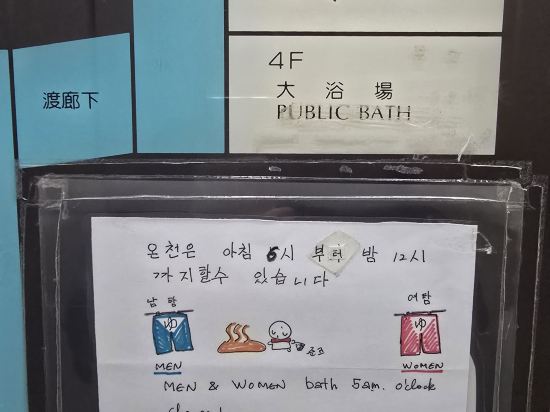 4F
大浴場
PUBLIC BATH
渡廊下
온천은 아침 5시 부터 밤 12시
까지할수 있습니다
남탕
여탕
ゆ
ゆ
MEN
WOMEN
MEN & WOMEN bath 5am. o'clock